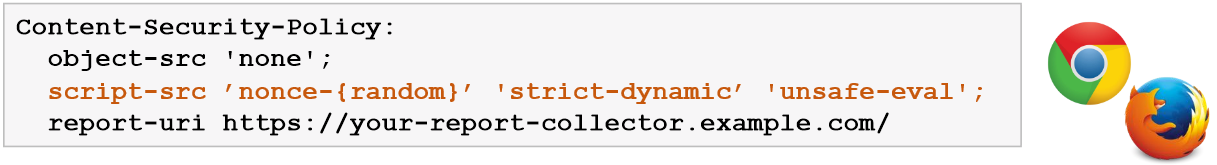 Content-Security-Policy:
object-src 'none';
script-src ’nonce-{random}’ 'strict-dynamic’ 'unsafe-eval';
report-uri https://your-report-collector.example.com/